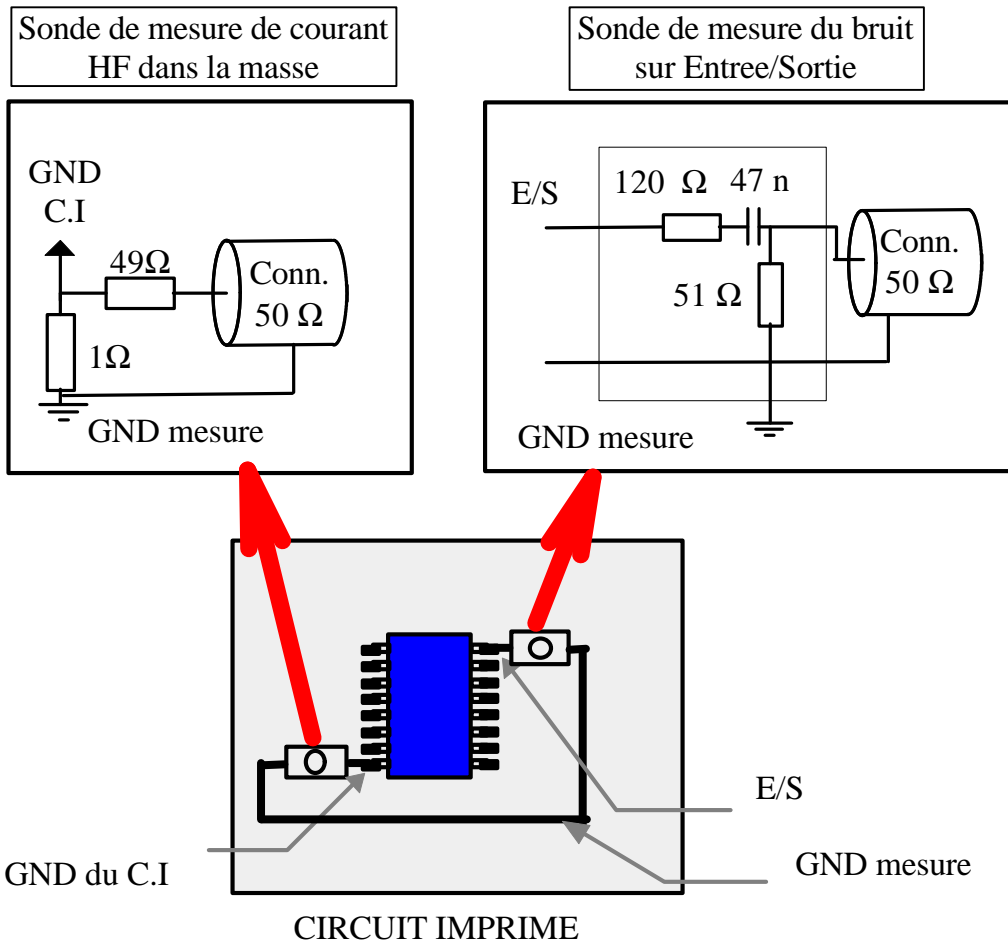 Sonde de mesure de courant
HF dans la masse
Sonde de mesure du bruit
sur Entree/Sortie
GND
C.I
49Ω
Conn.
50 Ω
1Ω
GND mesure
E/S
120 Ω
47 n
Conn.
50 Ω
51 Ω
GND mesure
E/S
GND du C.I
GND mesure
CIRCUIT IMPRIME